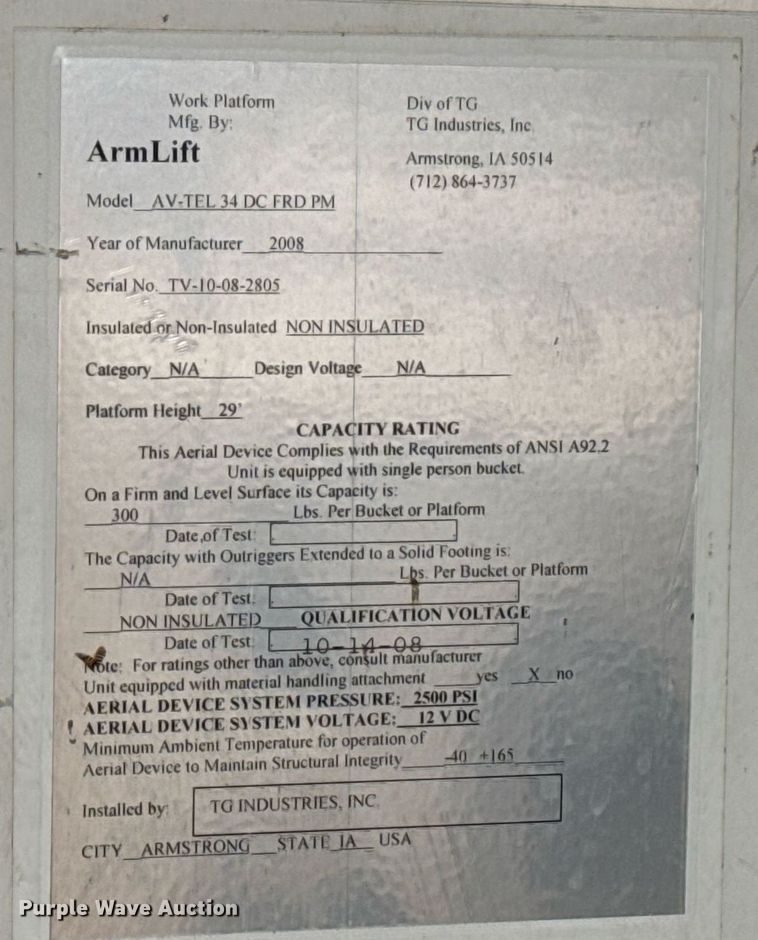 Work Platform
Mfg. By:
Div of TG
TG Industries, Inc.
ArmLift
Armstrong, IA 50514
(712) 864-3737
Model AV-TEL 34 DC FRD PM
Year of Manufacturer 2008
Serial No. TV-10-08-2805
Insulated or Non-Insulated NON INSULATED
Category N/A Design Voltage N/A
Platform Height 29'
CAPACITY RATING
This Aerial Device Complies with the Requirements of ANSI A92.2
Unit is equipped with single person bucket.
On a Firm and Level Surface its Capacity is:
300 Lbs. Per Bucket or Platform
Date of Test:
The Capacity with Outriggers Extended to a Solid Footing is:
N/A Lbs. Per Bucket or Platform
Date of Test:
NON INSULATED QUALIFICATION VOLTAGE
Date of Test: 10-14-08
Note: For ratings other than above, consult manufacturer
Unit equipped with material handling attachment yes X no
AERIAL DEVICE SYSTEM PRESSURE: 2500 PSI
AERIAL DEVICE SYSTEM VOLTAGE: 12 V DC
Minimum Ambient Temperature for operation of
Aerial Device to Maintain Structural Integrity -40 +165
Installed by: TG INDUSTRIES, INC.
CITY ARMSTRONG STATE IA USA
Purple Wave Auction